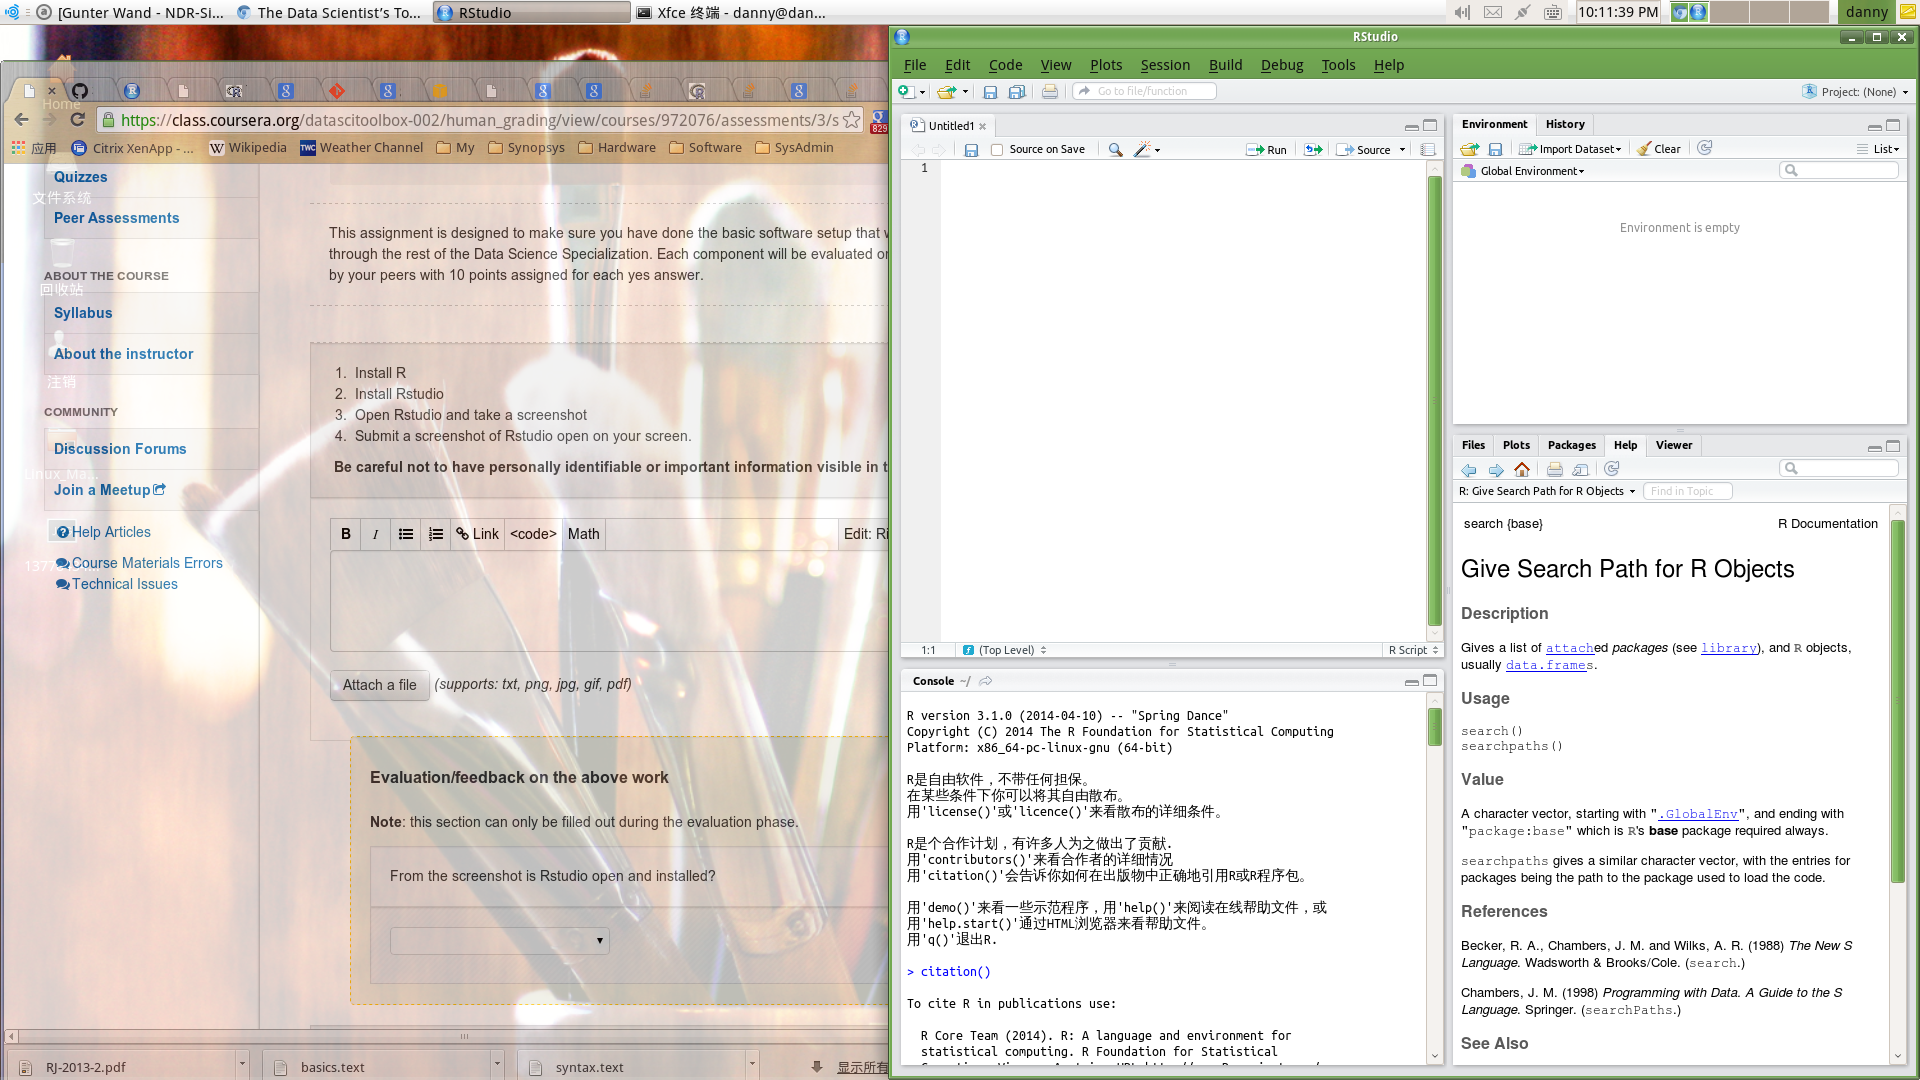 [Gunter Wand - NDR-Si...
The Data Scientist's To...
RStudio
Xfce 终端 - danny@dan...
10:11:39 PM
danny
Home
https://class.coursera.org/datascitoolbox-002/human_grading/view/courses/972076/assessments/3/s
829
应用
Citrix XenApp - ...
Wikipedia
Weather Channel
My
Synopsys
Hardware
Software
SysAdmin
Quizzes
文件系统
Peer Assessments
ABOUT THE COURSE
回收站
Syllabus
About the instructor
注销
COMMUNITY
Discussion Forums
Join a Meetup
Help Articles
Course Materials Errors
Technical Issues
This assignment is designed to make sure you have done the basic software setup that w
through the rest of the Data Science Specialization. Each component will be evaluated or
by your peers with 10 points assigned for each yes answer.
1. Install R
2. Install Rstudio
3. Open Rstudio and take a screenshot
4. Submit a screenshot of Rstudio open on your screen.
Be careful not to have personally identifiable or important information visible in t
B I Link <code> Math
Edit: Ri
Attach a file (supports: txt, png, jpg, gif, pdf)
Evaluation/feedback on the above work
Note: this section can only be filled out during the evaluation phase.
From the screenshot is Rstudio open and installed?
RJ-2013-2.pdf
basics.text
syntax.text
显示所有
RStudio
File Edit Code View Plots Session Build Debug Tools Help
Go to file/function
Project: (None)
Untitled1
Source on Save
Run
Source
1
1:1
(Top Level)
R Script
Console ~/
R version 3.1.0 (2014-04-10) -- "Spring Dance"
Copyright (C) 2014 The R Foundation for Statistical Computing
Platform: x86_64-pc-linux-gnu (64-bit)
R是自由软件，不带任何担保。
在某些条件下你可以将其自由散布。
用'license()'或'licence()'来看散布的详细条件。
R是个合作计划，有许多人为之做出了贡献.
用'contributors()'来看合作者的详细情况
用'citation()'会告诉你如何在出版物中正确地引用R或R程序包。
用'demo()'来看一些示范程序，用'help()'来阅读在线帮助文件，或
用'help.start()'通过HTML浏览器来看帮助文件。
用'q()'退出R.
> citation()
To cite R in publications use:
R Core Team (2014). R: A language and environment for
statistical computing. R Foundation for Statistical
Environment History
Import Dataset
Clear
List
Global Environment
Environment is empty
Files Plots Packages Help Viewer
R: Give Search Path for R Objects
Find in Topic
search {base}
R Documentation
Give Search Path for R Objects
Description
Gives a list of attached packages (see library), and R objects,
usually data.frames.
Usage
search()
searchpaths()
Value
A character vector, starting with ".GlobalEnv", and ending with
"package:base" which is R's base package required always.
searchpaths gives a similar character vector, with the entries for
packages being the path to the package used to load the code.
References
Becker, R. A., Chambers, J. M. and Wilks, A. R. (1988) The New S
Language. Wadsworth & Brooks/Cole. (search.)
Chambers, J. M. (1998) Programming with Data. A Guide to the S
Language. Springer. (searchPaths.)
See Also